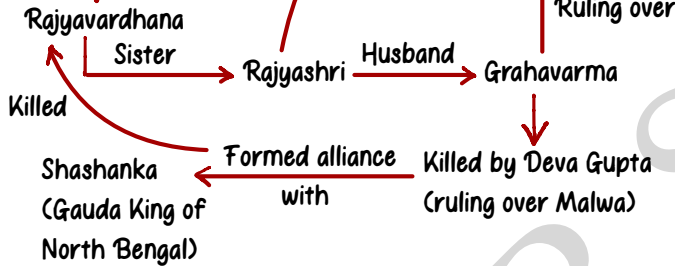 Ruling over
Rajyavardhana
Sister
Husband
Rajyashri
Grahavarma
Killed
Formed alliance
with
Killed by Deva Gupta
(ruling over Malwa)
Shashanka
(Gauda King of
North Bengal)